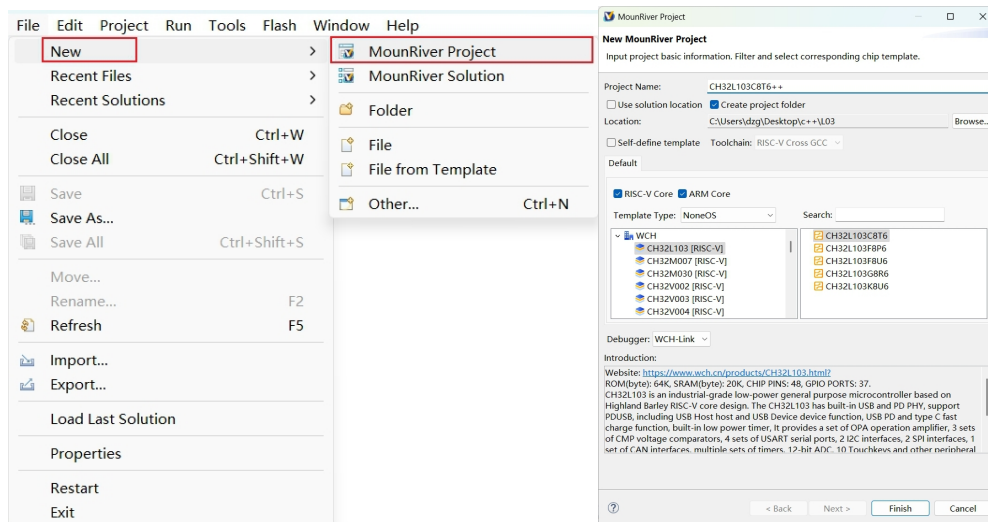 File Edit Project Run Tools Flash Window Help
New >
Recent Files >
Recent Solutions >
Close Ctrl+W
Close All Ctrl+Shift+W
Save Ctrl+S
Save As...
Save All Ctrl+Shift+S
Move...
Rename... F2
Refresh F5
Import...
Export...
Load Last Solution
Properties
Restart
Exit
MounRiver Project
MounRiver Solution
Folder
File
File from Template
Other... Ctrl+N
MounRiver Project
New MounRiver Project
Input project basic information. Filter and select corresponding chip template.
Project Name: CH32L103C8T6++
Use solution location Create project folder
Location: C:\Users\dzg\Desktop\c++\L03 Browse..
Self-define template Toolchain: RISC-V Cross GCC
Default
RISC-V Core ARM Core
Template Type: NoneOS Search:
WCH
CH32L103 [RISC-V]
CH32M007 [RISC-V]
CH32M030 [RISC-V]
CH32V002 [RISC-V]
CH32V003 [RISC-V]
CH32V004 [RISC-V]
CH32L103C8T6
CH32L103F8P6
CH32L103F8U6
CH32L103G8R6
CH32L103K8U6
Debugger: WCH-Link
Introduction:
Website: https://www.wch.cn/products/CH32L103.html?
ROM(byte): 64K, SRAM(byte): 20K, CHIP PINS: 48, GPIO PORTS: 37.
CH32L103 is an industrial-grade low-power general purpose microcontroller based on
Highland Barley RISC-V core design. The CH32L103 has built-in USB and PD PHY, support
PDUSB, including USB Host host and USB Device device function, USB PD and type C fast
charge function, built-in low power timer, It provides a set of OPA operation amplifier, 3 sets
of CMP voltage comparators, 4 sets of USART serial ports, 2 I2C interfaces, 2 SPI interfaces, 1
set of CAN interfaces, multiple sets of timers, 12-bit ADC, 10 Touchkeys and other peripheral
< Back Next > Finish Cancel